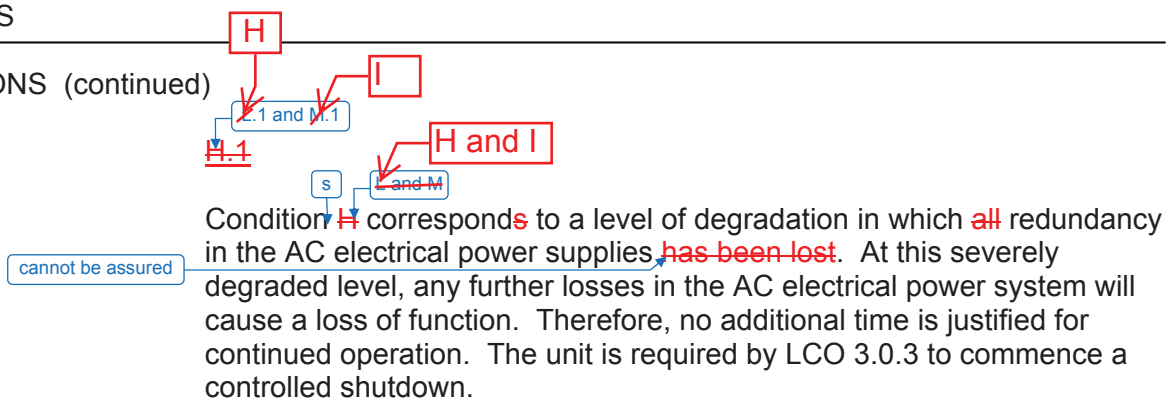 S
H
ONS (continued)
I
L.1 and M.1
H.1
H and I
s
L and M
Condition H corresponds to a level of degradation in which all redundancy
in the AC electrical power supplies has been lost. At this severely
cannot be assured
degraded level, any further losses in the AC electrical power system will
cause a loss of function. Therefore, no additional time is justified for
continued operation. The unit is required by LCO 3.0.3 to commence a
controlled shutdown.